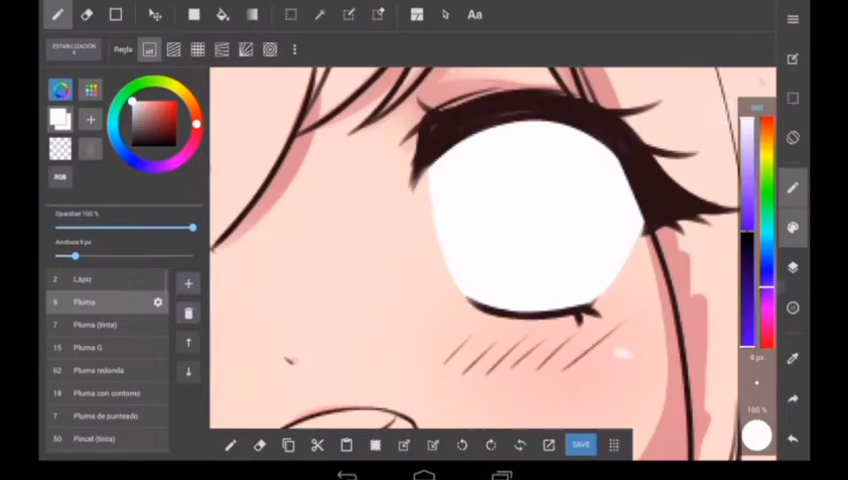 Aa
ESTABILIZACIÓN
4
Regla
off
RGB
Opacidad 100 %
Anchura 9 px
2 Lápiz
9 Pluma
7 Pluma (tinta)
15 Pluma G
62 Pluma redonda
18 Pluma con contorno
7 Pluma de punteado
50 Pincel (tinta)
9 px
100 %
SAVE